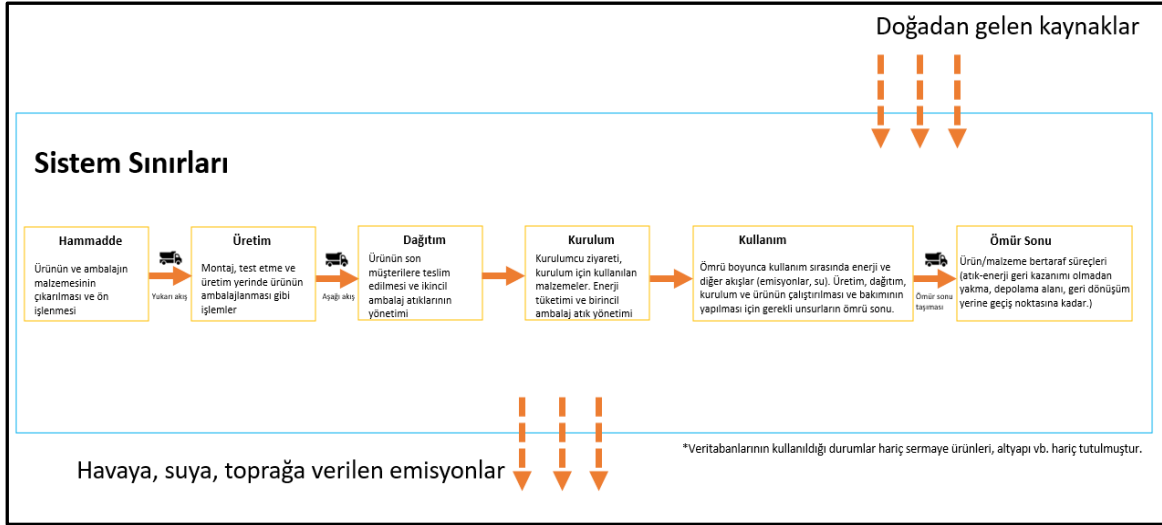 Doğadan gelen kaynaklar
Sistem Sınırları
Hammadde
Ürünün ve ambalajın
malzemesinin
çıkarılması ve ön
işlenmesi
Yukarı akış
Üretim
Montaj, test etme ve
üretim yerinde ürünün
ambalajlanması gibi
işlemler
Aşağı akış
Dağıtım
Ürünün son
müşterilere teslim
edilmesi ve ikincil
ambalaj atıklarının
yönetimi
Kurulum
Kurulumcu ziyareti,
kurulum için kullanılan
malzemeler. Enerji
tüketimi ve birincil
ambalaj atık yönetimi
Kullanım
Ömrü boyunca kullanım sırasında enerji ve
diğer akışlar (emisyonlar, su). Üretim, dağıtım,
kurulum ve ürünün çalıştırılması ve bakımının
yapılması için gerekli unsurların ömrü sonu.
Ömür sonu
taşıması
Ömür Sonu
Ürün/malzeme bertaraf süreçleri
(atık-enerji geri kazanımı olmadan
yakma, depolama alanı, geri dönüşüm
yerine geçiş noktasına kadar.)
*Veritabanlarının kullanıldığı durumlar hariç sermaye ürünleri, altyapı vb. hariç tutulmuştur.
Havaya, suya, toprağa verilen emisyonlar